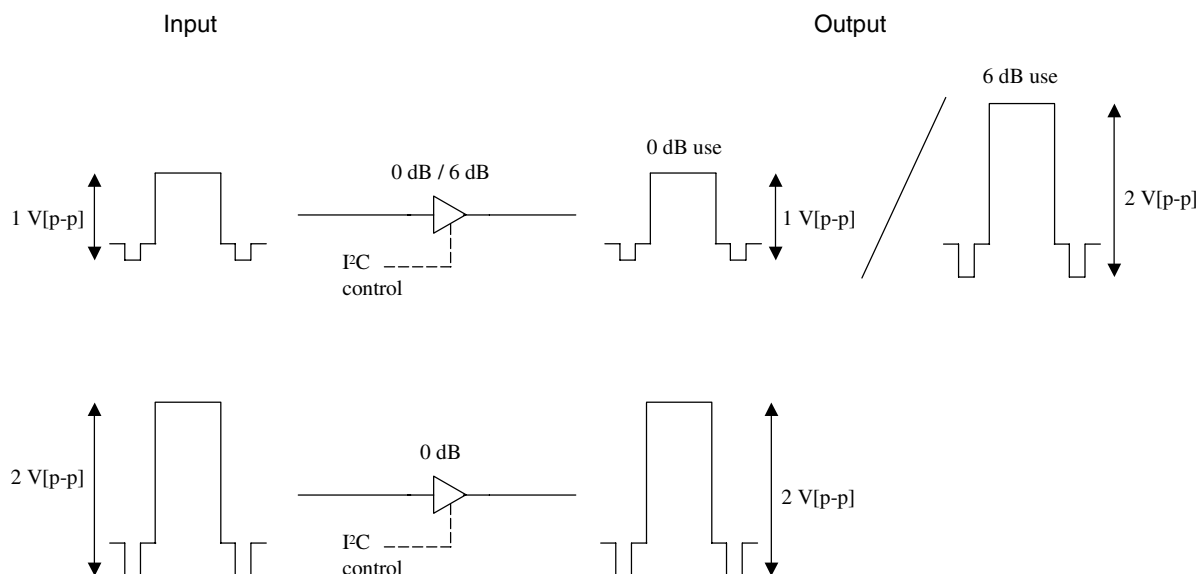 Input
Output
6 dB use
0 dB / 6 dB
0 dB use
1 V[p-p]
1 V[p-p]
2 V[p-p]
I²C
control
0 dB
2 V[p-p]
2 V[p-p]
I²C
control